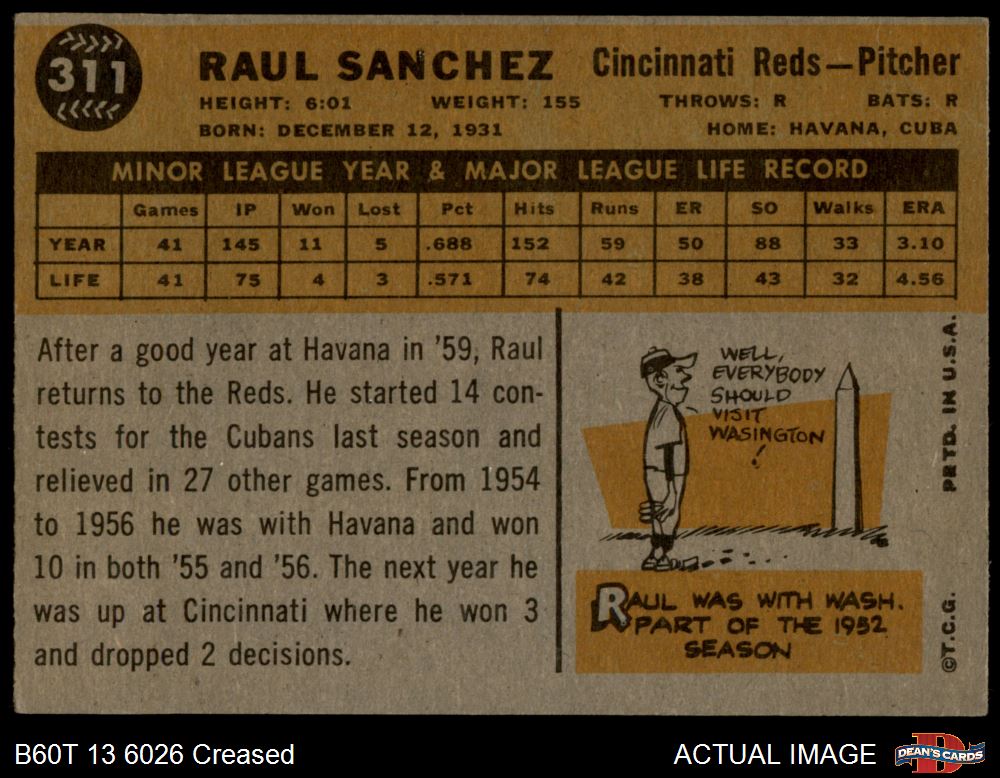 311
RAUL SANCHEZ Cincinnati Reds—Pitcher
HEIGHT: 6:01 WEIGHT: 155 THROWS: R BATS: R
BORN: DECEMBER 12, 1931 HOME: HAVANA, CUBA
MINOR LEAGUE YEAR & MAJOR LEAGUE LIFE RECORD
Games IP Won Lost Pct Hits Runs ER SO Walks ERA
YEAR 41 145 11 5 .688 152 59 50 88 33 3.10
LIFE 41 75 4 3 .571 74 42 38 43 32 4.56
After a good year at Havana in '59, Raul
returns to the Reds. He started 14 con-
tests for the Cubans last season and
relieved in 27 other games. From 1954
to 1956 he was with Havana and won
10 in both '55 and '56. The next year he
was up at Cincinnati where he won 3
and dropped 2 decisions.
WELL,
EVERYBODY
SHOULD
VISIT
WASINGTON
!
RAUL WAS WITH WASH.
PART OF THE 1952
SEASON
©T.C.G. PRTD. IN U.S.A.
B60T 13 6026 Creased ACTUAL IMAGE DEAN'S CARDS